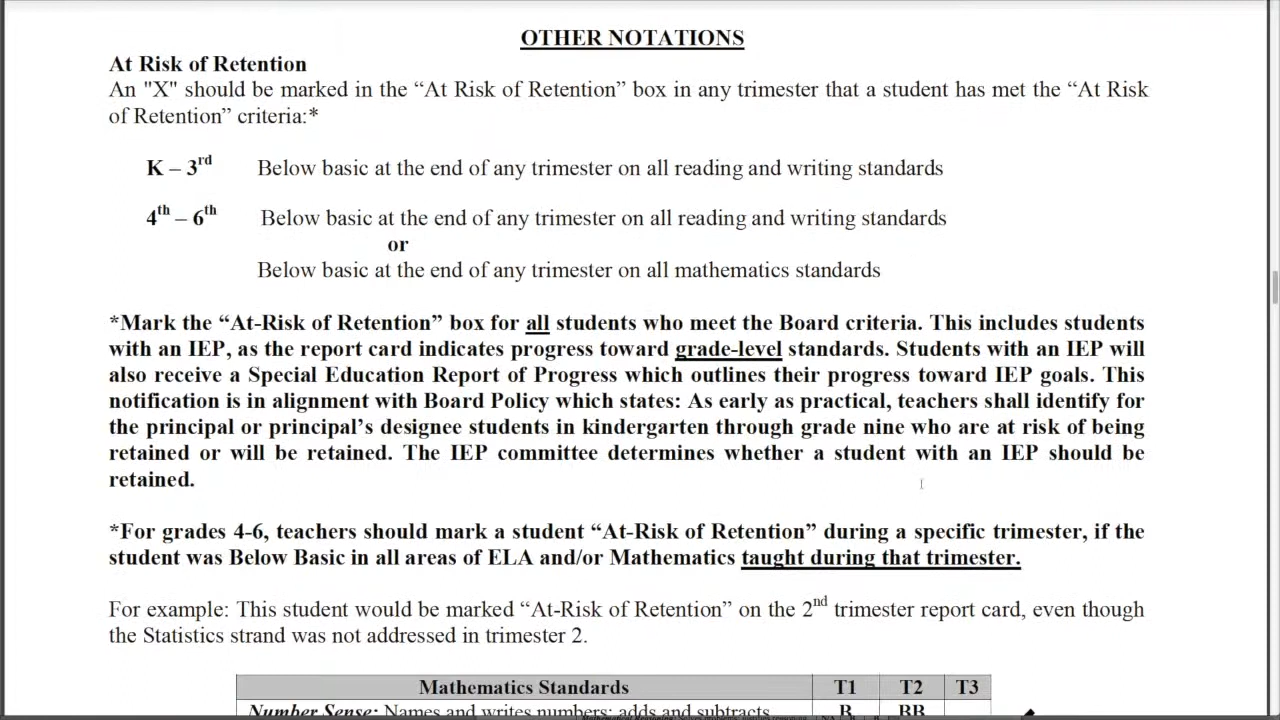 OTHER NOTATIONS
At Risk of Retention
An "X" should be marked in the “At Risk of Retention” box in any trimester that a student has met the “At Risk
of Retention” criteria:*
K – 3rd Below basic at the end of any trimester on all reading and writing standards
4th – 6th Below basic at the end of any trimester on all reading and writing standards
or
Below basic at the end of any trimester on all mathematics standards
*Mark the “At-Risk of Retention” box for all students who meet the Board criteria. This includes students
with an IEP, as the report card indicates progress toward grade-level standards. Students with an IEP will
also receive a Special Education Report of Progress which outlines their progress toward IEP goals. This
notification is in alignment with Board Policy which states: As early as practical, teachers shall identify for
the principal or principal’s designee students in kindergarten through grade nine who are at risk of being
retained or will be retained. The IEP committee determines whether a student with an IEP should be
retained.
*For grades 4-6, teachers should mark a student “At-Risk of Retention” during a specific trimester, if the
student was Below Basic in all areas of ELA and/or Mathematics taught during that trimester.
For example: This student would be marked “At-Risk of Retention” on the 2nd trimester report card, even though
the Statistics strand was not addressed in trimester 2.
Mathematics Standards T1 T2 T3
Number Sense: Names and writes numbers; adds and subtracts B BB